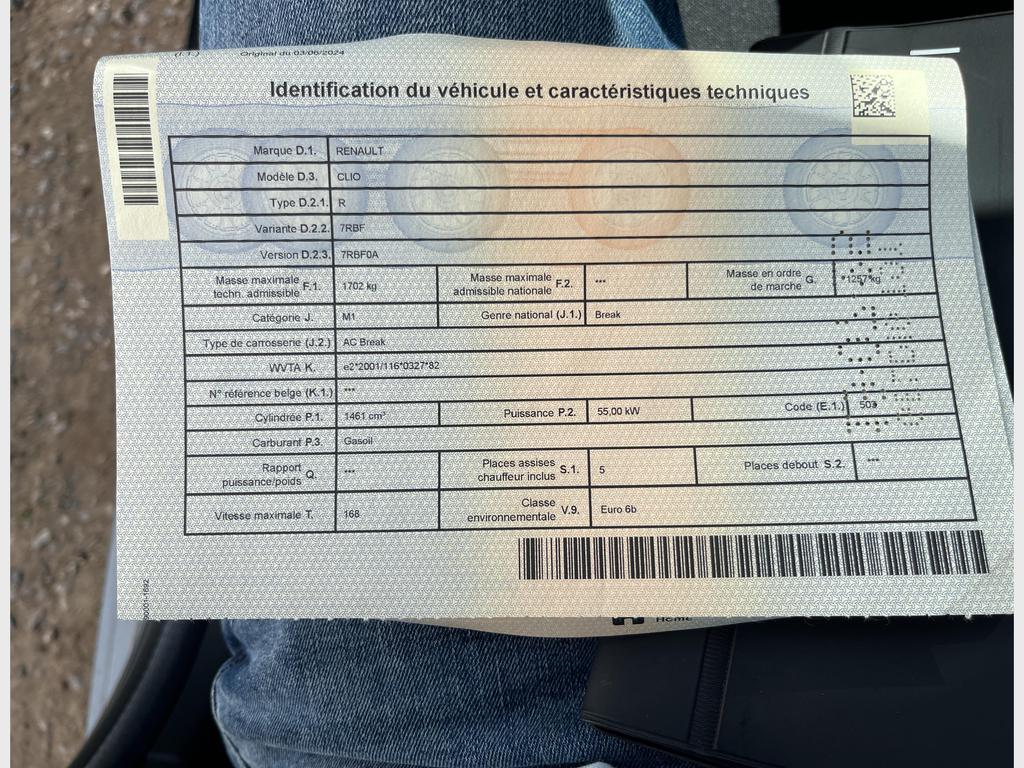 (I.1.) Original du 03/06/2024
Identification du véhicule et caractéristiques techniques
Marque D.1. RENAULT
Modèle D.3. CLIO
Type D.2.1. R
Variante D.2.2. 7RBF
Version D.2.3. 7RBF0A
Masse maximale techn. admissible F.1. 1702 kg Masse maximale admissible nationale F.2. *** Masse en ordre de marche G. *1257 kg
Catégorie J. M1 Genre national (J.1.) Break
Type de carrosserie (J.2.) AC Break
WVTA K. e2*2001/116*0327*82
N° référence belge (K.1.) ***
Cylindrée P.1. 1461 cm³ Puissance P.2. 55,00 kW Code (E.1.)
Carburant P.3. Gasoil
Rapport puissance/poids Q. *** Places assises chauffeur inclus S.1. 5 Places debout S.2. ***
Vitesse maximale T. 168 Classe environnementale V.9. Euro 6b
HOME